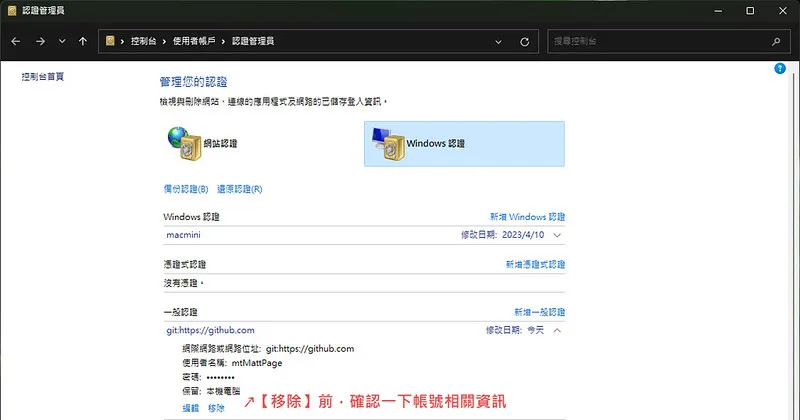 認證管理員
控制台 › 使用者帳戶 › 認證管理員
搜尋控制台
控制台首頁
管理您的認證
檢視與刪除網站、連線的應用程式及網路的已儲存登入資訊。
網站認證
Windows 認證
備份認證(B) 還原認證(R)
Windows 認證 新增 Windows 認證
macmini 修改日期: 2023/4/10
憑證式認證 新增憑證式認證
沒有憑證。
一般認證 新增一般認證
git:https://github.com 修改日期: 今天
網際網路或網路位址: git:https://github.com
使用者名稱: mtMattPage
密碼: ••••••••
保留: 本機電腦
編輯 移除
↗【移除】前，確認一下帳號相關資訊